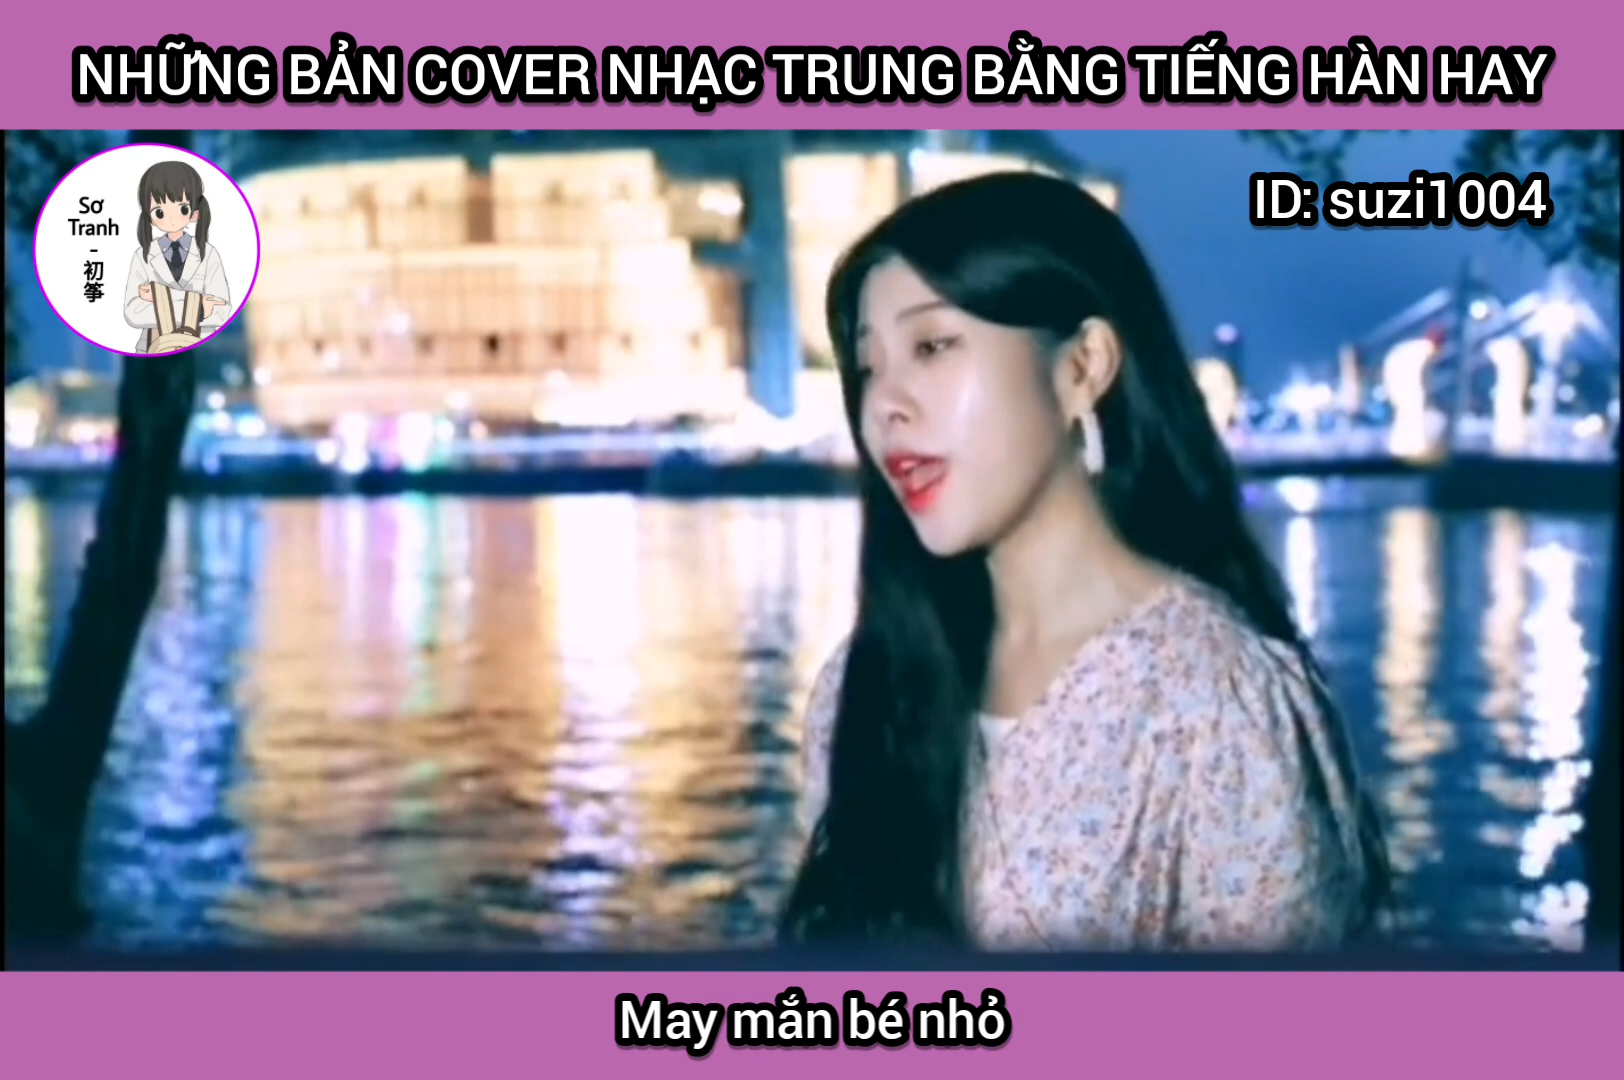 NHỮNG BẢN COVER NHẠC TRUNG BẰNG TIẾNG HÀN HAY
Sơ
Tranh
-
初
筝
ID: suzi1004
May mắn bé nhỏ